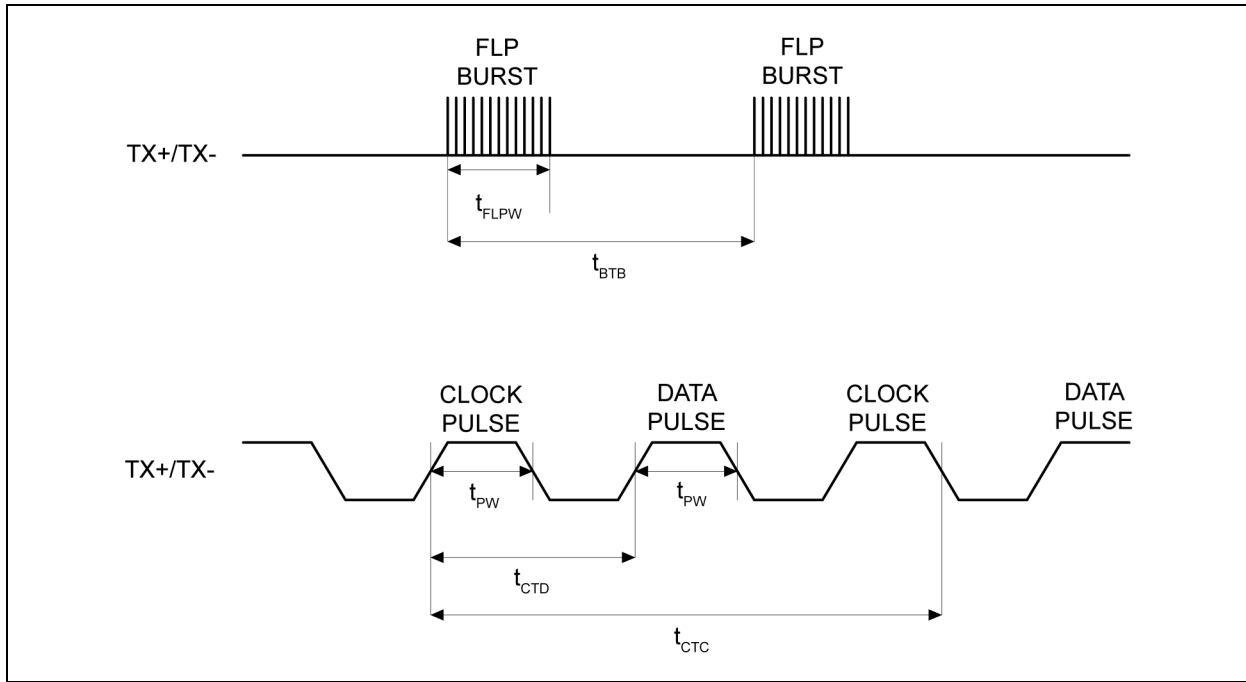 FLP
BURST
FLP
BURST
TX+/TX-
tFLPW
tBTB
CLOCK
PULSE
DATA
PULSE
CLOCK
PULSE
DATA
PULSE
TX+/TX-
tPW
tPW
tCTD
tCTC